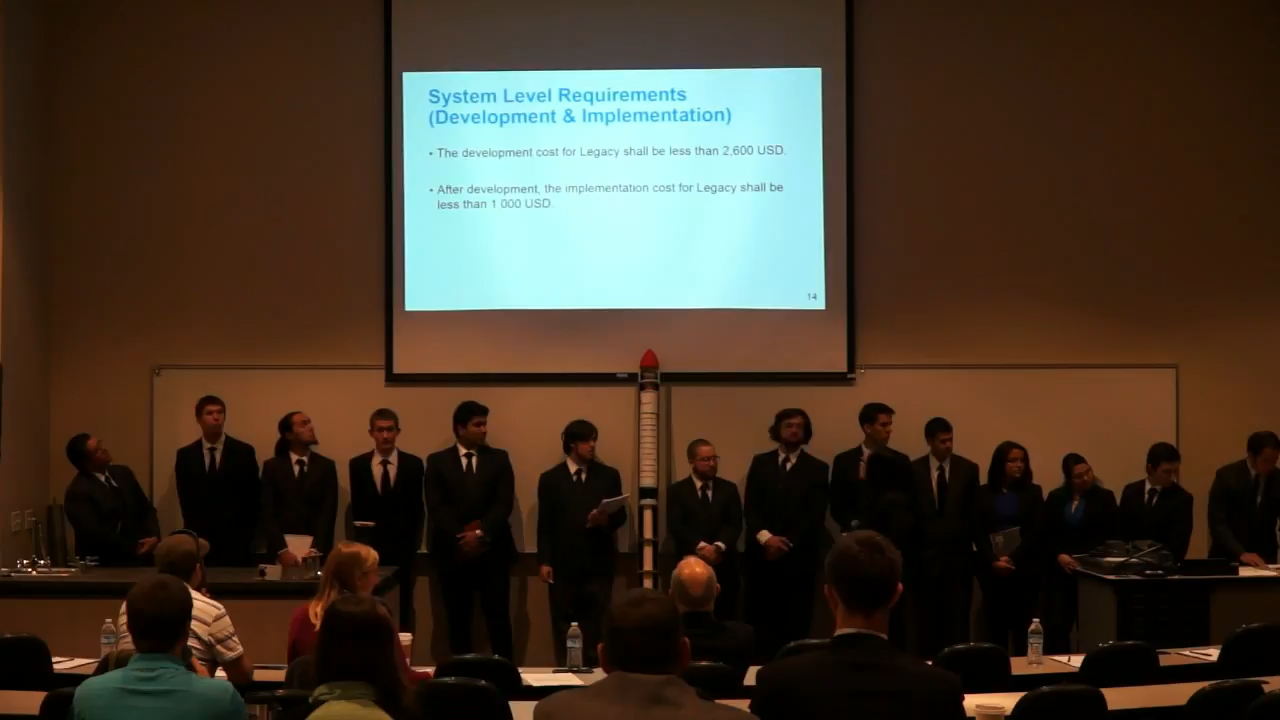 System Level Requirements
(Development & Implementation)
• The development cost for Legacy shall be less than 2,600 USD.
• After development, the implementation cost for Legacy shall be
less than 1 000 USD.
14